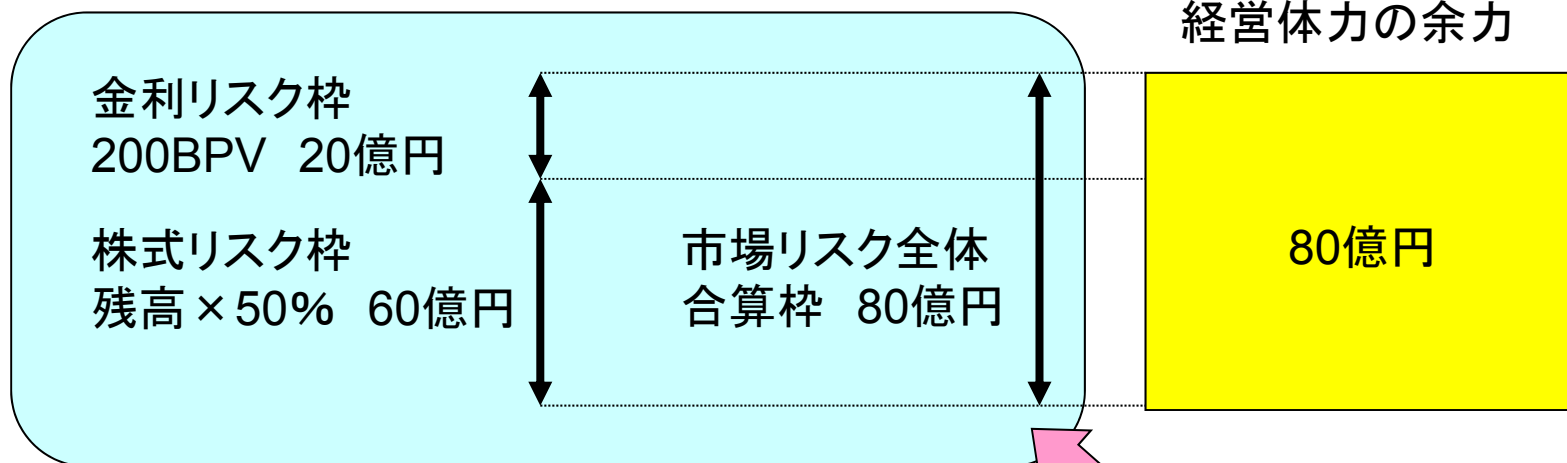 経営体力の余力
金利リスク枠
200BPV 20億円
株式リスク枠
残高×50% 60億円
市場リスク全体
合算枠 80億円
80億円